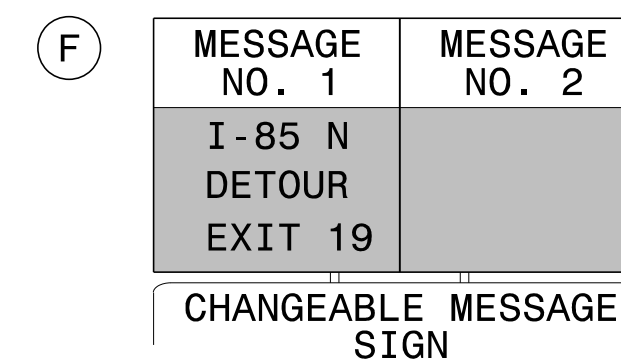 F
MESSAGE NO. 1
MESSAGE NO. 2
I-85 N
DETOUR
EXIT 19
CHANGEABLE MESSAGE
SIGN